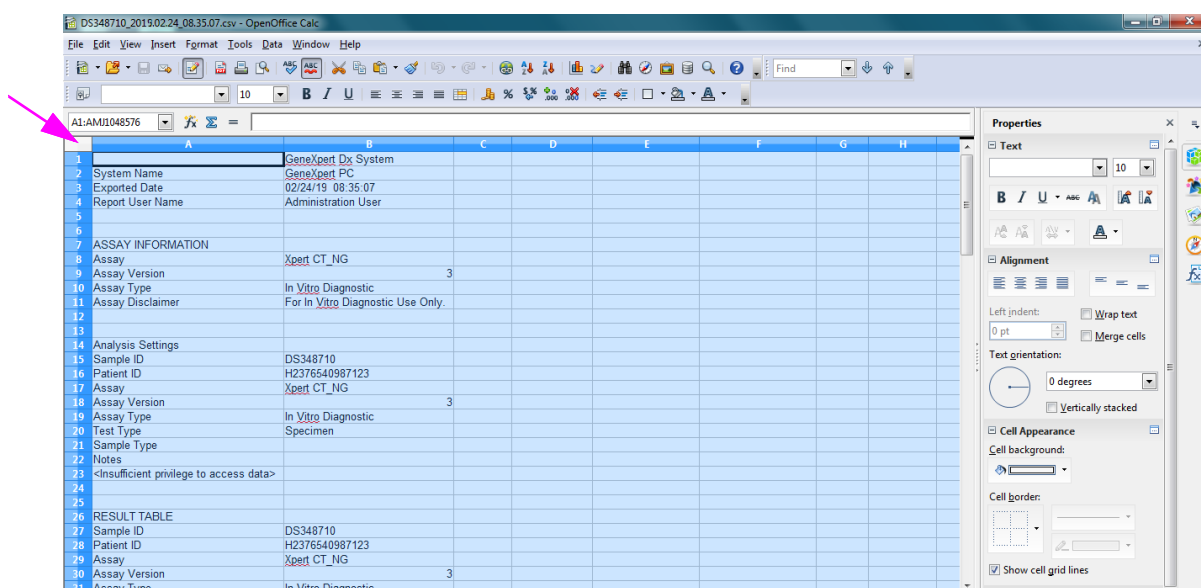 DS348710_2019.02.24_08.35.07.csv - OpenOffice Calc
File Edit View Insert Format Tools Data Window Help
Find
10 B I U
A1:AMJ1048576
A B C D E F G H
1 GeneXpert Dx System
2 System Name GeneXpert PC
3 Exported Date 02/24/19 08:35:07
4 Report User Name Administration User
5
6
7 ASSAY INFORMATION
8 Assay Xpert CT_NG
9 Assay Version 3
10 Assay Type In Vitro Diagnostic
11 Assay Disclaimer For In Vitro Diagnostic Use Only.
12
13
14 Analysis Settings
15 Sample ID DS348710
16 Patient ID H2376540987123
17 Assay Xpert CT_NG
18 Assay Version 3
19 Assay Type In Vitro Diagnostic
20 Test Type Specimen
21 Sample Type
22 Notes
23 <Insufficient privilege to access data>
24
25
26 RESULT TABLE
27 Sample ID DS348710
28 Patient ID H2376540987123
29 Assay Xpert CT_NG
30 Assay Version 3
31 Assay Type In Vitro Diagnostic
Properties
Text
10
B I U ABC
Alignment
Left indent:
Wrap text
0 pt
Merge cells
Text orientation:
0 degrees
Vertically stacked
Cell Appearance
Cell background:
Cell border:
Show cell grid lines